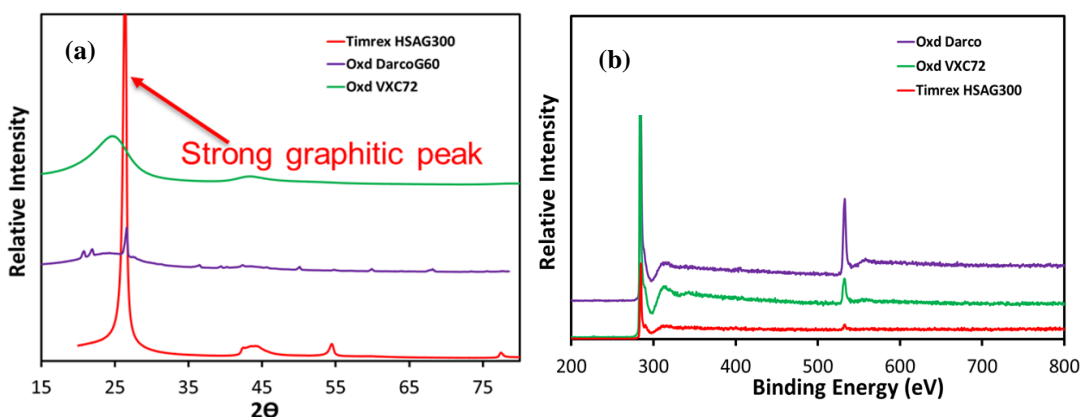 (a)
Timrex HSAG300
Oxd DarcoG60
Oxd VXC72
Strong graphitic peak
Relative Intensity
15 25 35 45 55 65 75
2Θ
(b)
Oxd Darco
Oxd VXC72
Timrex HSAG300
Relative Intensity
200 300 400 500 600 700 800
Binding Energy (eV)